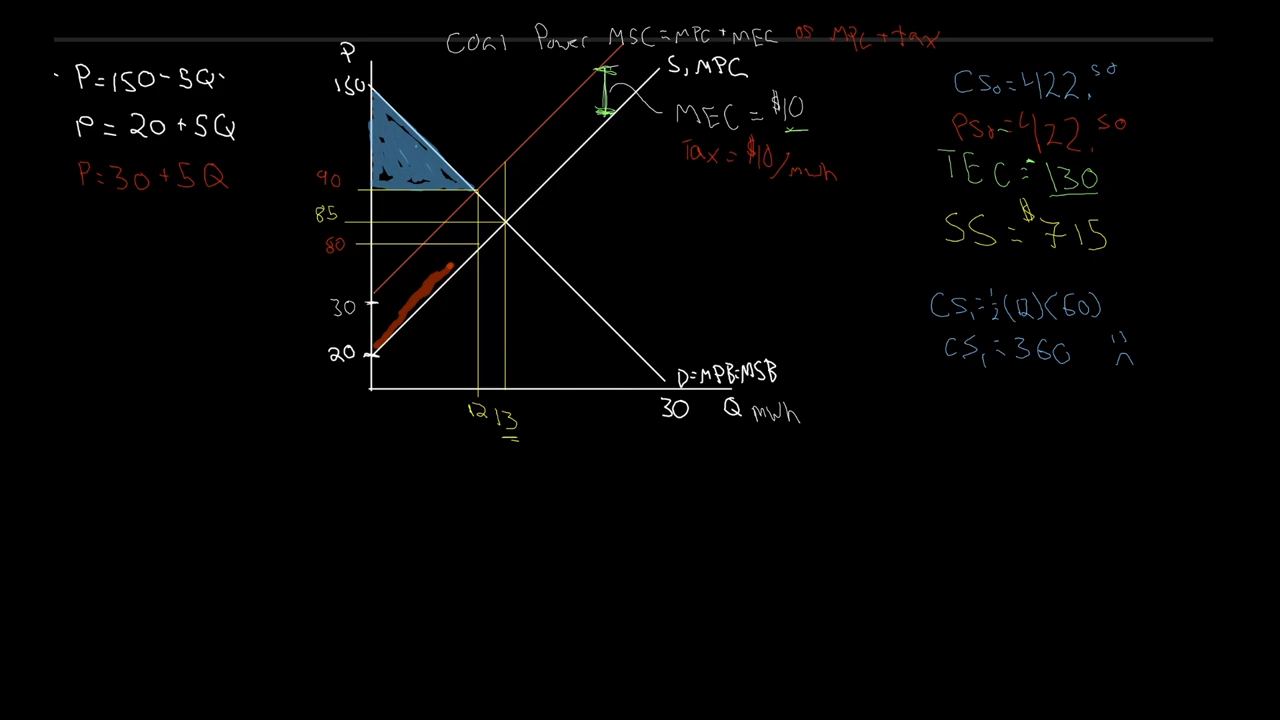 Coal Power MSC=MPC+MEC or MPC+tax
P=150-5Q
P=20+5Q
P=30+5Q
P
150
90
85
80
30
20
S, MPC
MEC = $10
Tax = $10/mwh
D=MPB=MSB
12 13
30 Q mwh
CS₀=422.50
PS₀=422.50
TEC=130
SS=$715
CS₁=½(12)(60)
CS₁=360